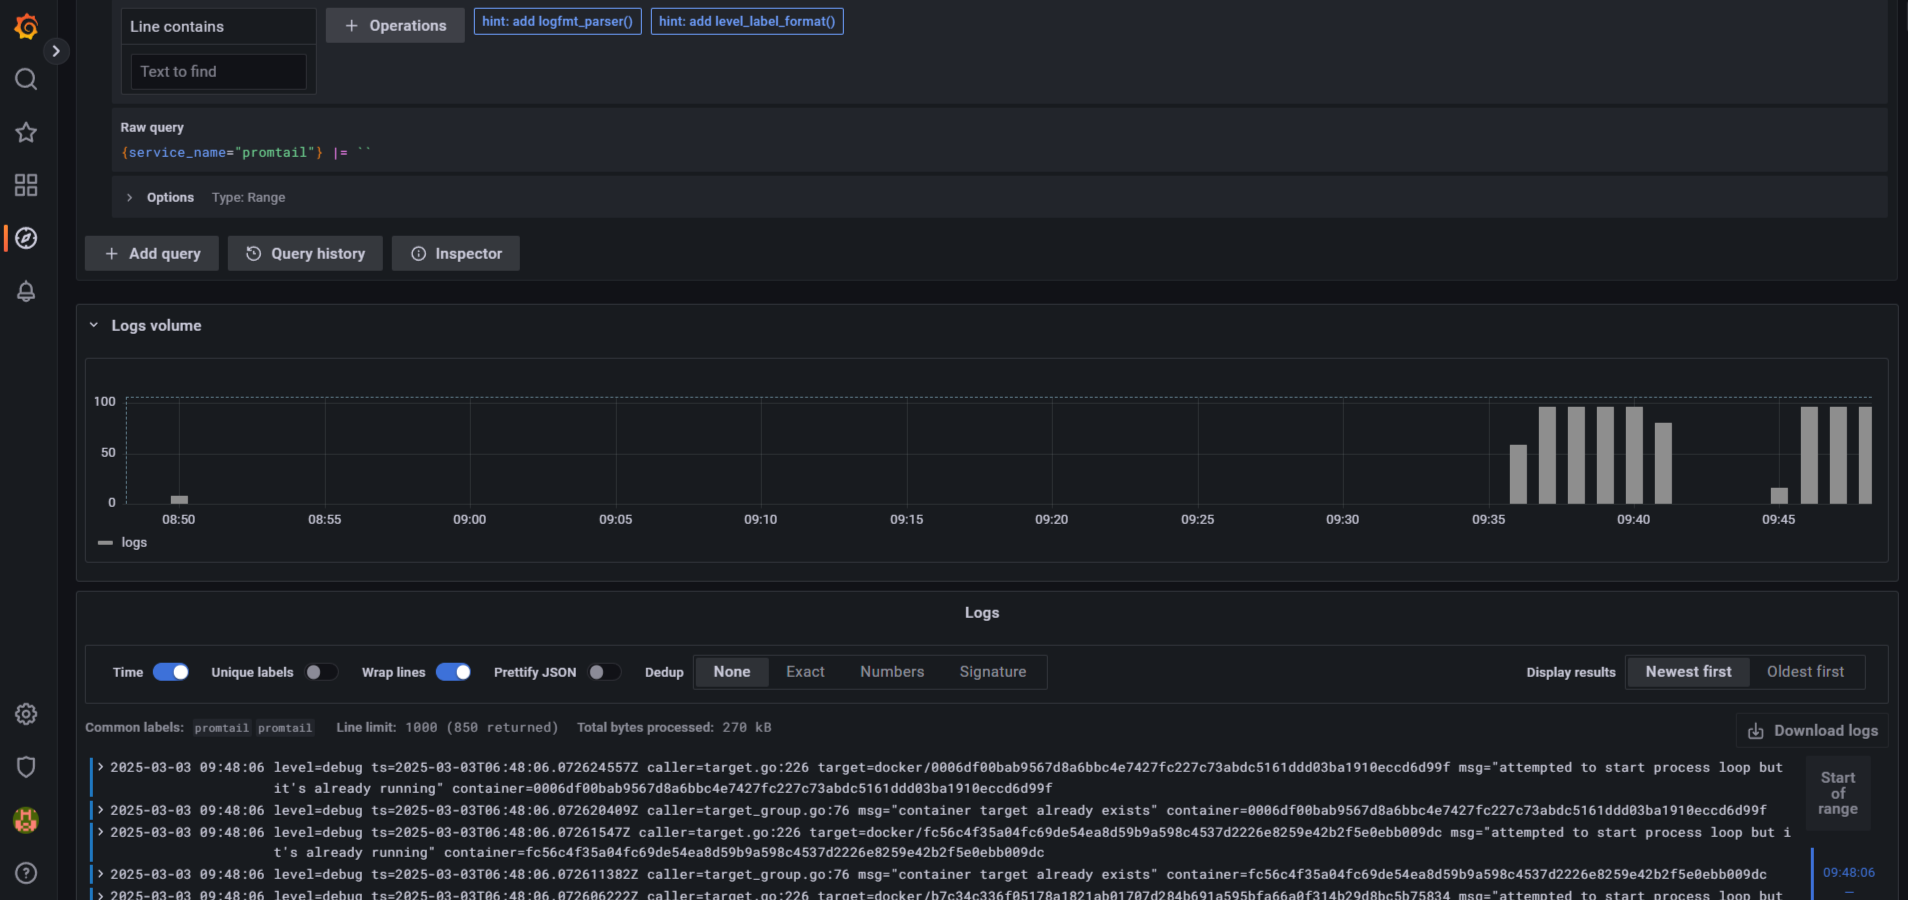 Line contains
Text to find
+ Operations
hint: add logfmt_parser()
hint: add level_label_format()
Raw query
{service_name="promtail"} |= ``
Options Type: Range
+ Add query
Query history
Inspector
Logs volume
100
50
0
08:50 08:55 09:00 09:05 09:10 09:15 09:20 09:25 09:30 09:35 09:40 09:45
logs
Logs
Time Unique labels Wrap lines Prettify JSON Dedup None Exact Numbers Signature Display results Newest first Oldest first
Common labels: promtail promtail Line limit: 1000 (850 returned) Total bytes processed: 270 kB
Download logs
2025-03-03 09:48:06 level=debug ts=2025-03-03T06:48:06.072624557Z caller=target.go:226 target=docker/0006df00bab9567d8a6bbc4e7427fc227c73abdc5161ddd03ba1910eccd6d99f msg="attempted to start process loop but
it's already running" container=0006df00bab9567d8a6bbc4e7427fc227c73abdc5161ddd03ba1910eccd6d99f
2025-03-03 09:48:06 level=debug ts=2025-03-03T06:48:06.072620409Z caller=target_group.go:76 msg="container target already exists" container=0006df00bab9567d8a6bbc4e7427fc227c73abdc5161ddd03ba1910eccd6d99f
2025-03-03 09:48:06 level=debug ts=2025-03-03T06:48:06.07261547Z caller=target.go:226 target=docker/fc56c4f35a04fc69de54ea8d59b9a598c4537d2226e8259e42b2f5e0ebb009dc msg="attempted to start process loop but i
t's already running" container=fc56c4f35a04fc69de54ea8d59b9a598c4537d2226e8259e42b2f5e0ebb009dc
2025-03-03 09:48:06 level=debug ts=2025-03-03T06:48:06.072611382Z caller=target_group.go:76 msg="container target already exists" container=fc56c4f35a04fc69de54ea8d59b9a598c4537d2226e8259e42b2f5e0ebb009dc
2025-03-03 09:48:06 level=debug ts=2025-03-03T06:48:06.072606222Z caller=target.go:226 target=docker/b7c34c336f05178a1821ab01707d284b691a595bfa66a0f314b29d8bc5b75834 msg="attempted to start process loop but
Start
of
range
09:48:06
—